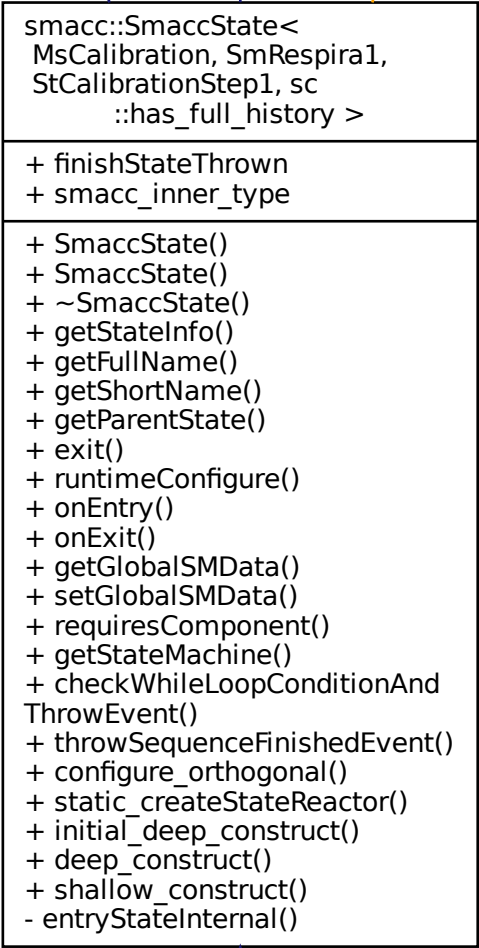 smacc::SmaccState<
MsCalibration, SmRespira1,
StCalibrationStep1, sc
::has_full_history >
+ finishStateThrown
+ smacc_inner_type
+ SmaccState()
+ SmaccState()
+ ~SmaccState()
+ getStateInfo()
+ getFullName()
+ getShortName()
+ getParentState()
+ exit()
+ runtimeConfigure()
+ onEntry()
+ onExit()
+ getGlobalSMData()
+ setGlobalSMData()
+ requiresComponent()
+ getStateMachine()
+ checkWhileLoopConditionAnd
ThrowEvent()
+ throwSequenceFinishedEvent()
+ configure_orthogonal()
+ static_createStateReactor()
+ initial_deep_construct()
+ deep_construct()
+ shallow_construct()
- entryStateInternal()